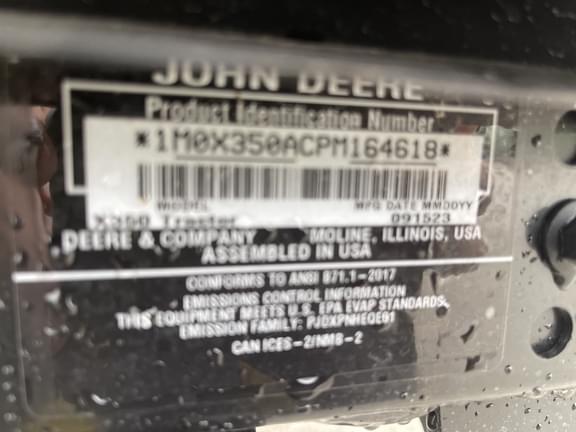 JOHN DEERE
Product Identification Number
*1M0X350ACPM164618*
MODEL MFG DATE MMDDYY
X350 Tractor 091523
DEERE & COMPANY MOLINE, ILLINOIS, USA
ASSEMBLED IN USA
CONFORMS TO ANSI B71.1-2017
EMISSIONS CONTROL INFORMATION
THIS EQUIPMENT MEETS U.S. EPA EVAP STANDARDS.
EMISSION FAMILY:
CAN ICES-2/NMB-2